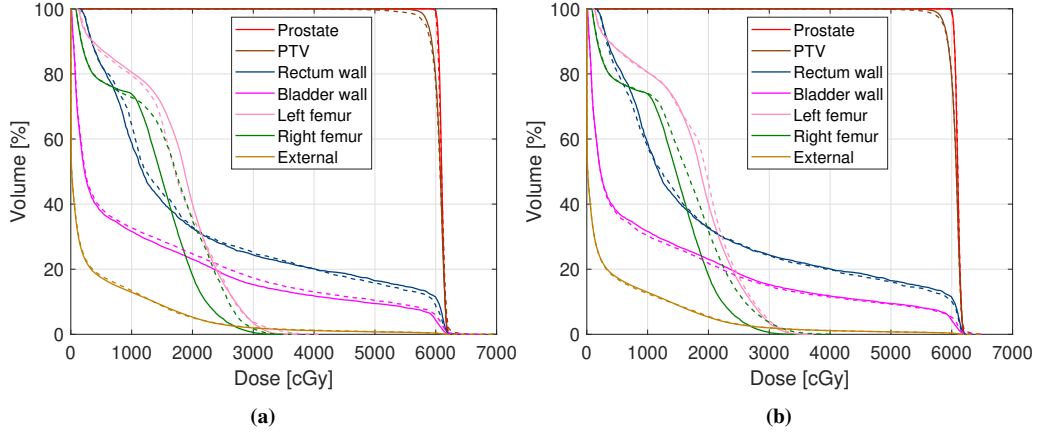 100
80
60
40
20
0
Volume [%]
0 1000 2000 3000 4000 5000 6000 7000
Dose [cGy]
Prostate
PTV
Rectum wall
Bladder wall
Left femur
Right femur
External
(a)
100
80
60
40
20
0
Volume [%]
0 1000 2000 3000 4000 5000 6000 7000
Dose [cGy]
Prostate
PTV
Rectum wall
Bladder wall
Left femur
Right femur
External
(b)